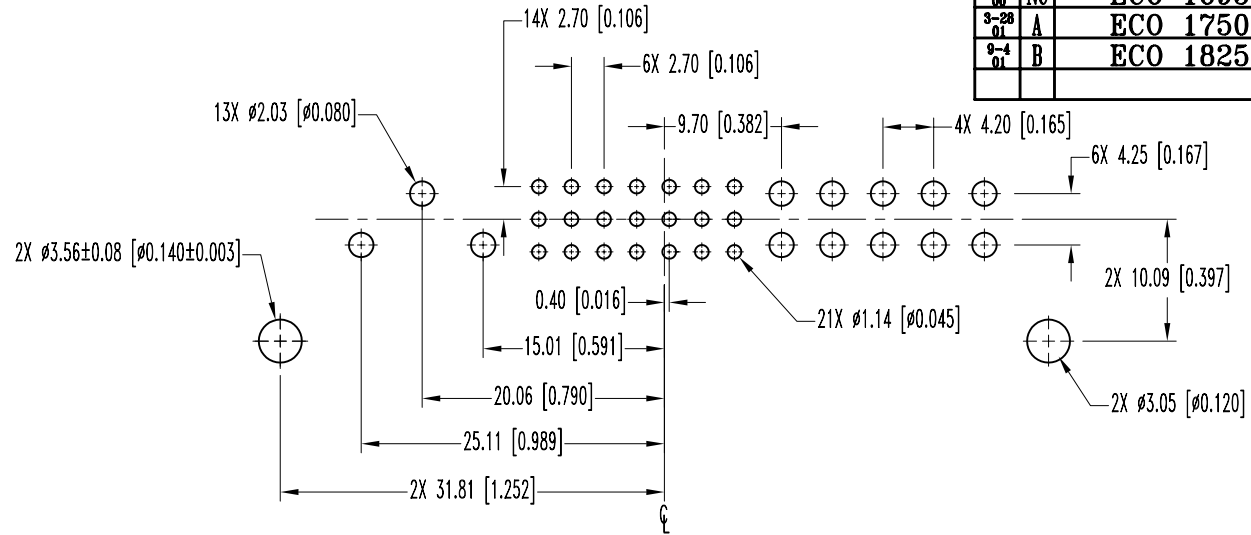 3-28 01 A ECO 1750
9-4 01 B ECO 1825
14X 2.70 [0.106]
6X 2.70 [0.106]
13X ø2.03 [ø0.080]
9.70 [0.382]
4X 4.20 [0.165]
6X 4.25 [0.167]
2X ø3.56±0.08 [ø0.140±0.003]
2X 10.09 [0.397]
0.40 [0.016]
21X ø1.14 [ø0.045]
15.01 [0.591]
20.06 [0.790]
2X ø3.05 [ø0.120]
25.11 [0.989]
2X 31.81 [1.252]
℄